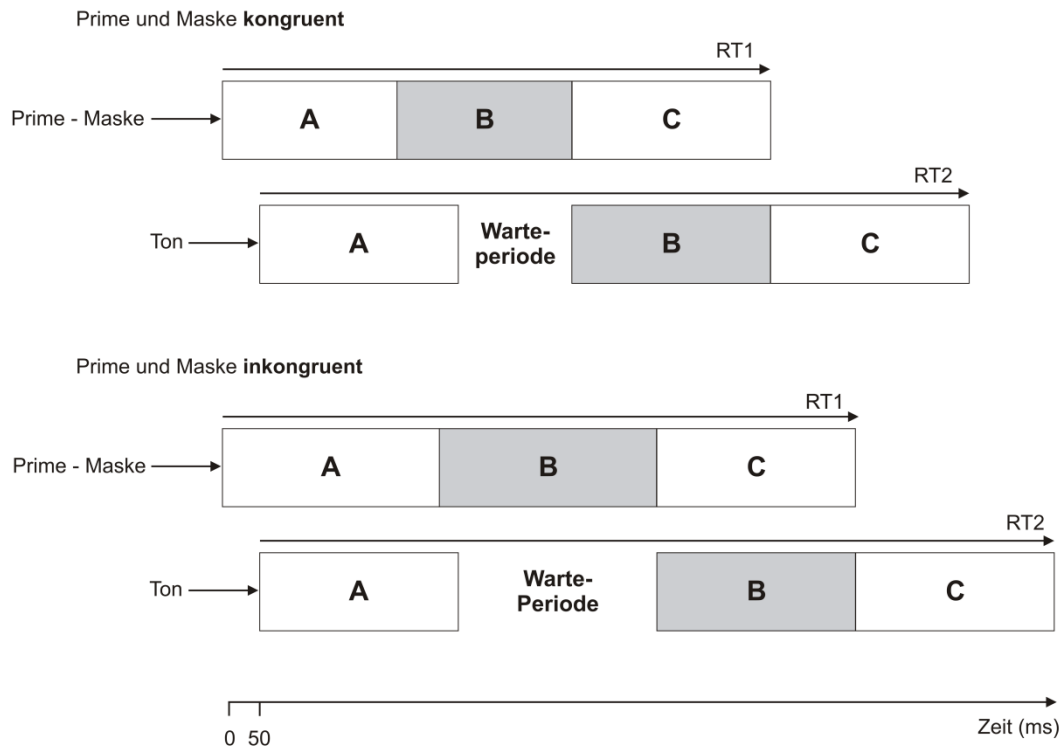 Prime und Maske kongruent
RT1
Prime - Maske
A
B
C
RT2
Ton
A
Warte-
periode
B
C
Prime und Maske inkongruent
RT1
Prime - Maske
A
B
C
RT2
Ton
A
Warte-
Periode
B
C
0 50
Zeit (ms)